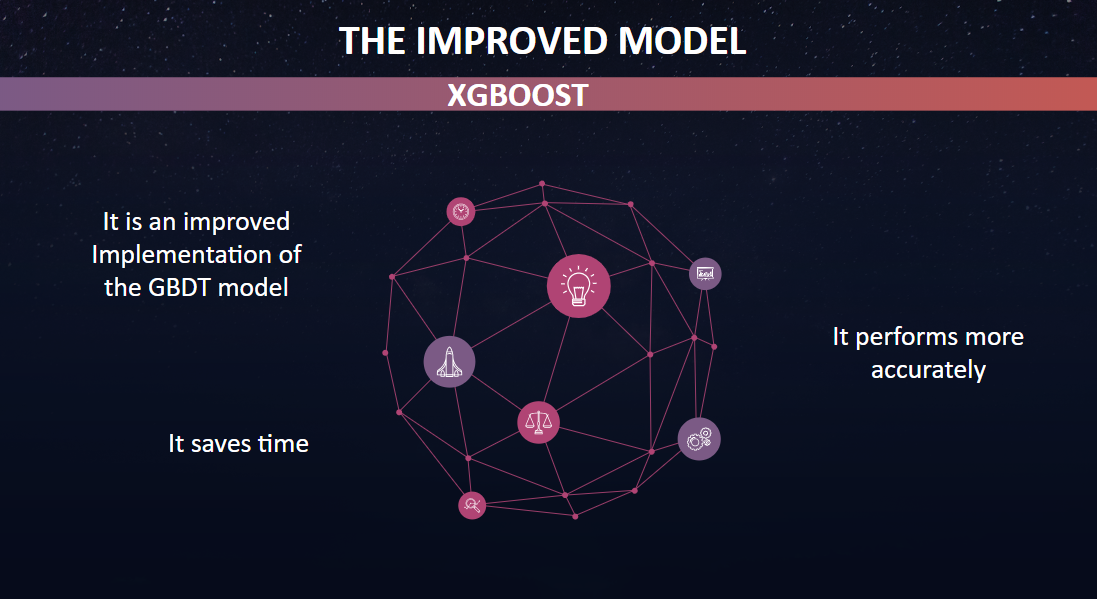 THE IMPROVED MODEL
XGBOOST
It is an improved
Implementation of
the GBDT model
It performs more
accurately
It saves time